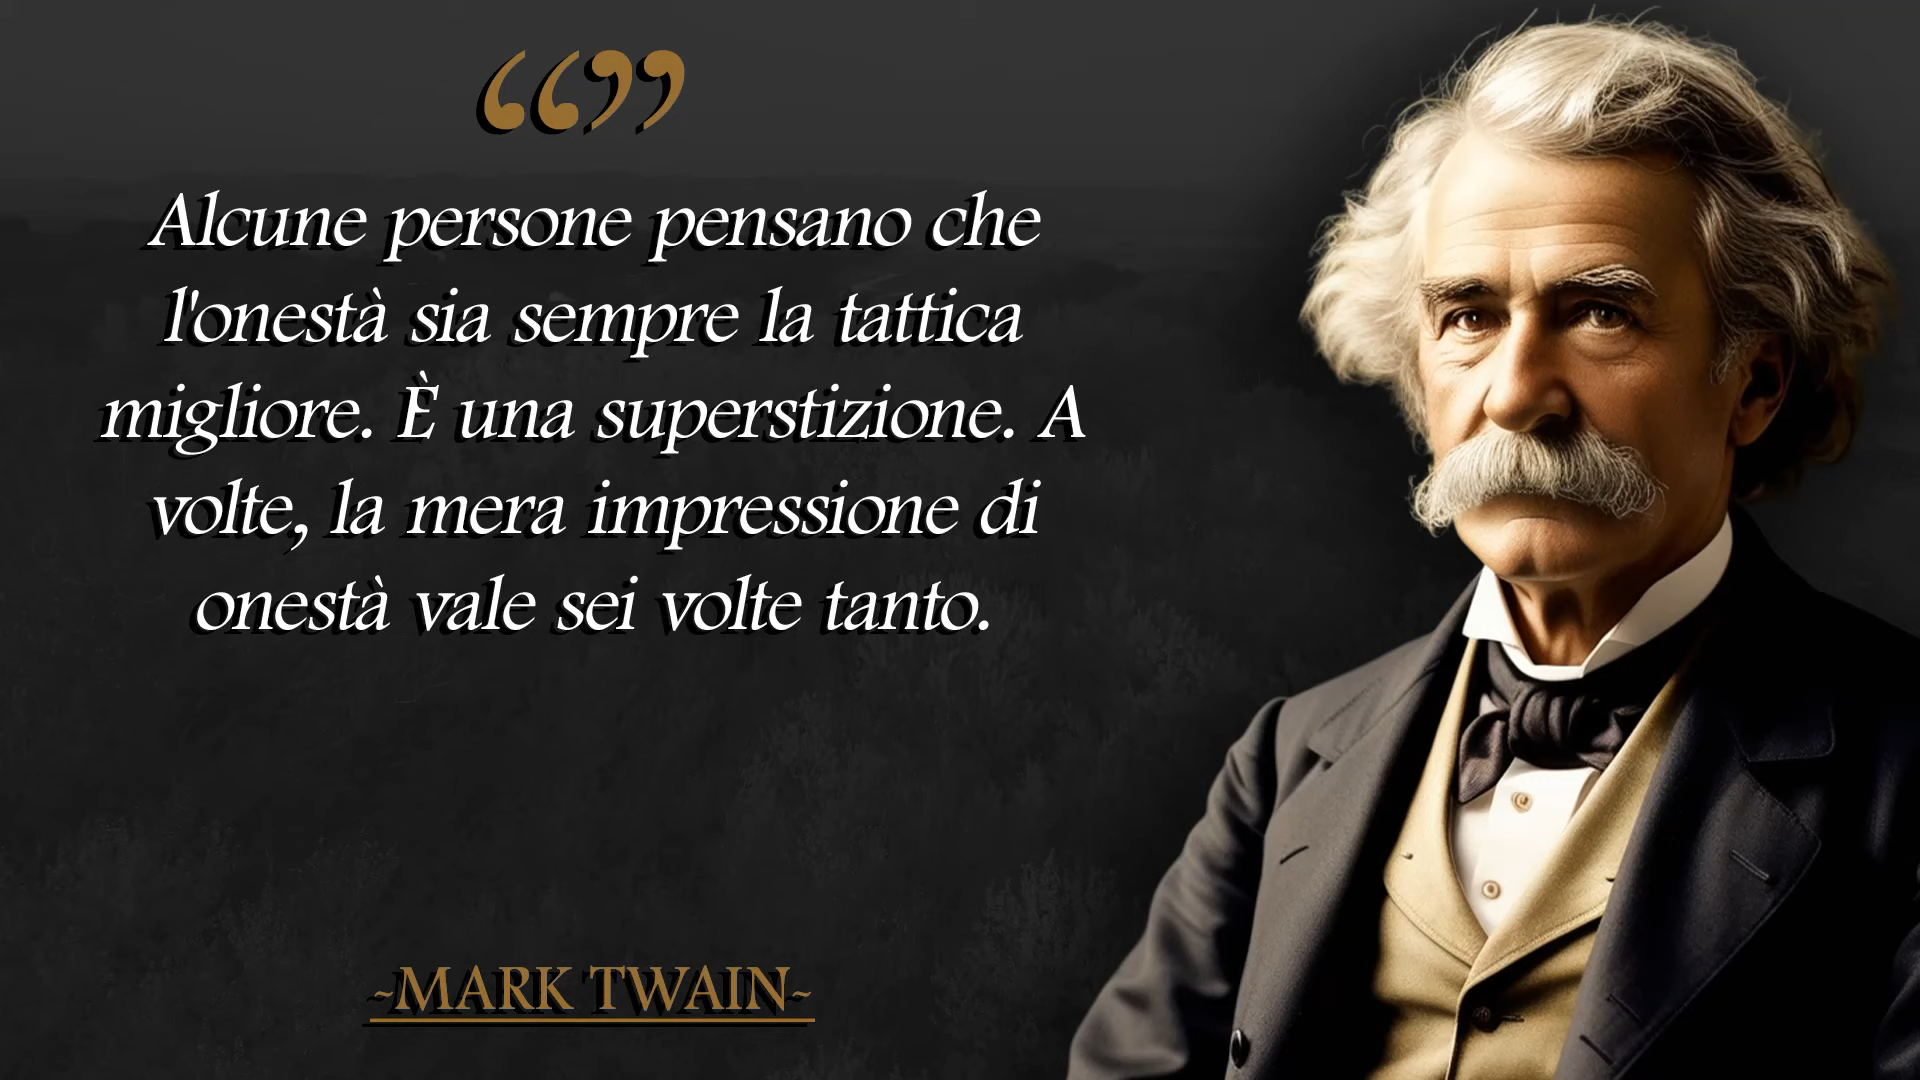 “”
Alcune persone pensano che
l'onestà sia sempre la tattica
migliore. È una superstizione. A
volte, la mera impressione di
onestà vale sei volte tanto.
~MARK TWAIN~